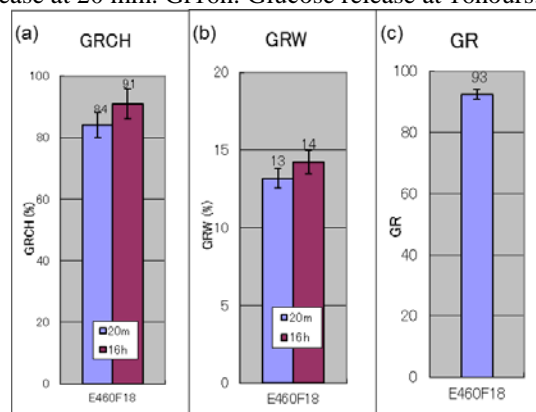 ease at 20 min. GR16h: Glucose release at 16hours.
(a)
GRCH
100
80
60
40
20
0
GRCH (%)
84
91
20m
16h
E460F18
(b)
GRW
20
15
10
5
0
GRW (%)
13
14
20m
16h
E460F18
(c)
GR
100
80
60
40
20
0
GR
93
E460F18